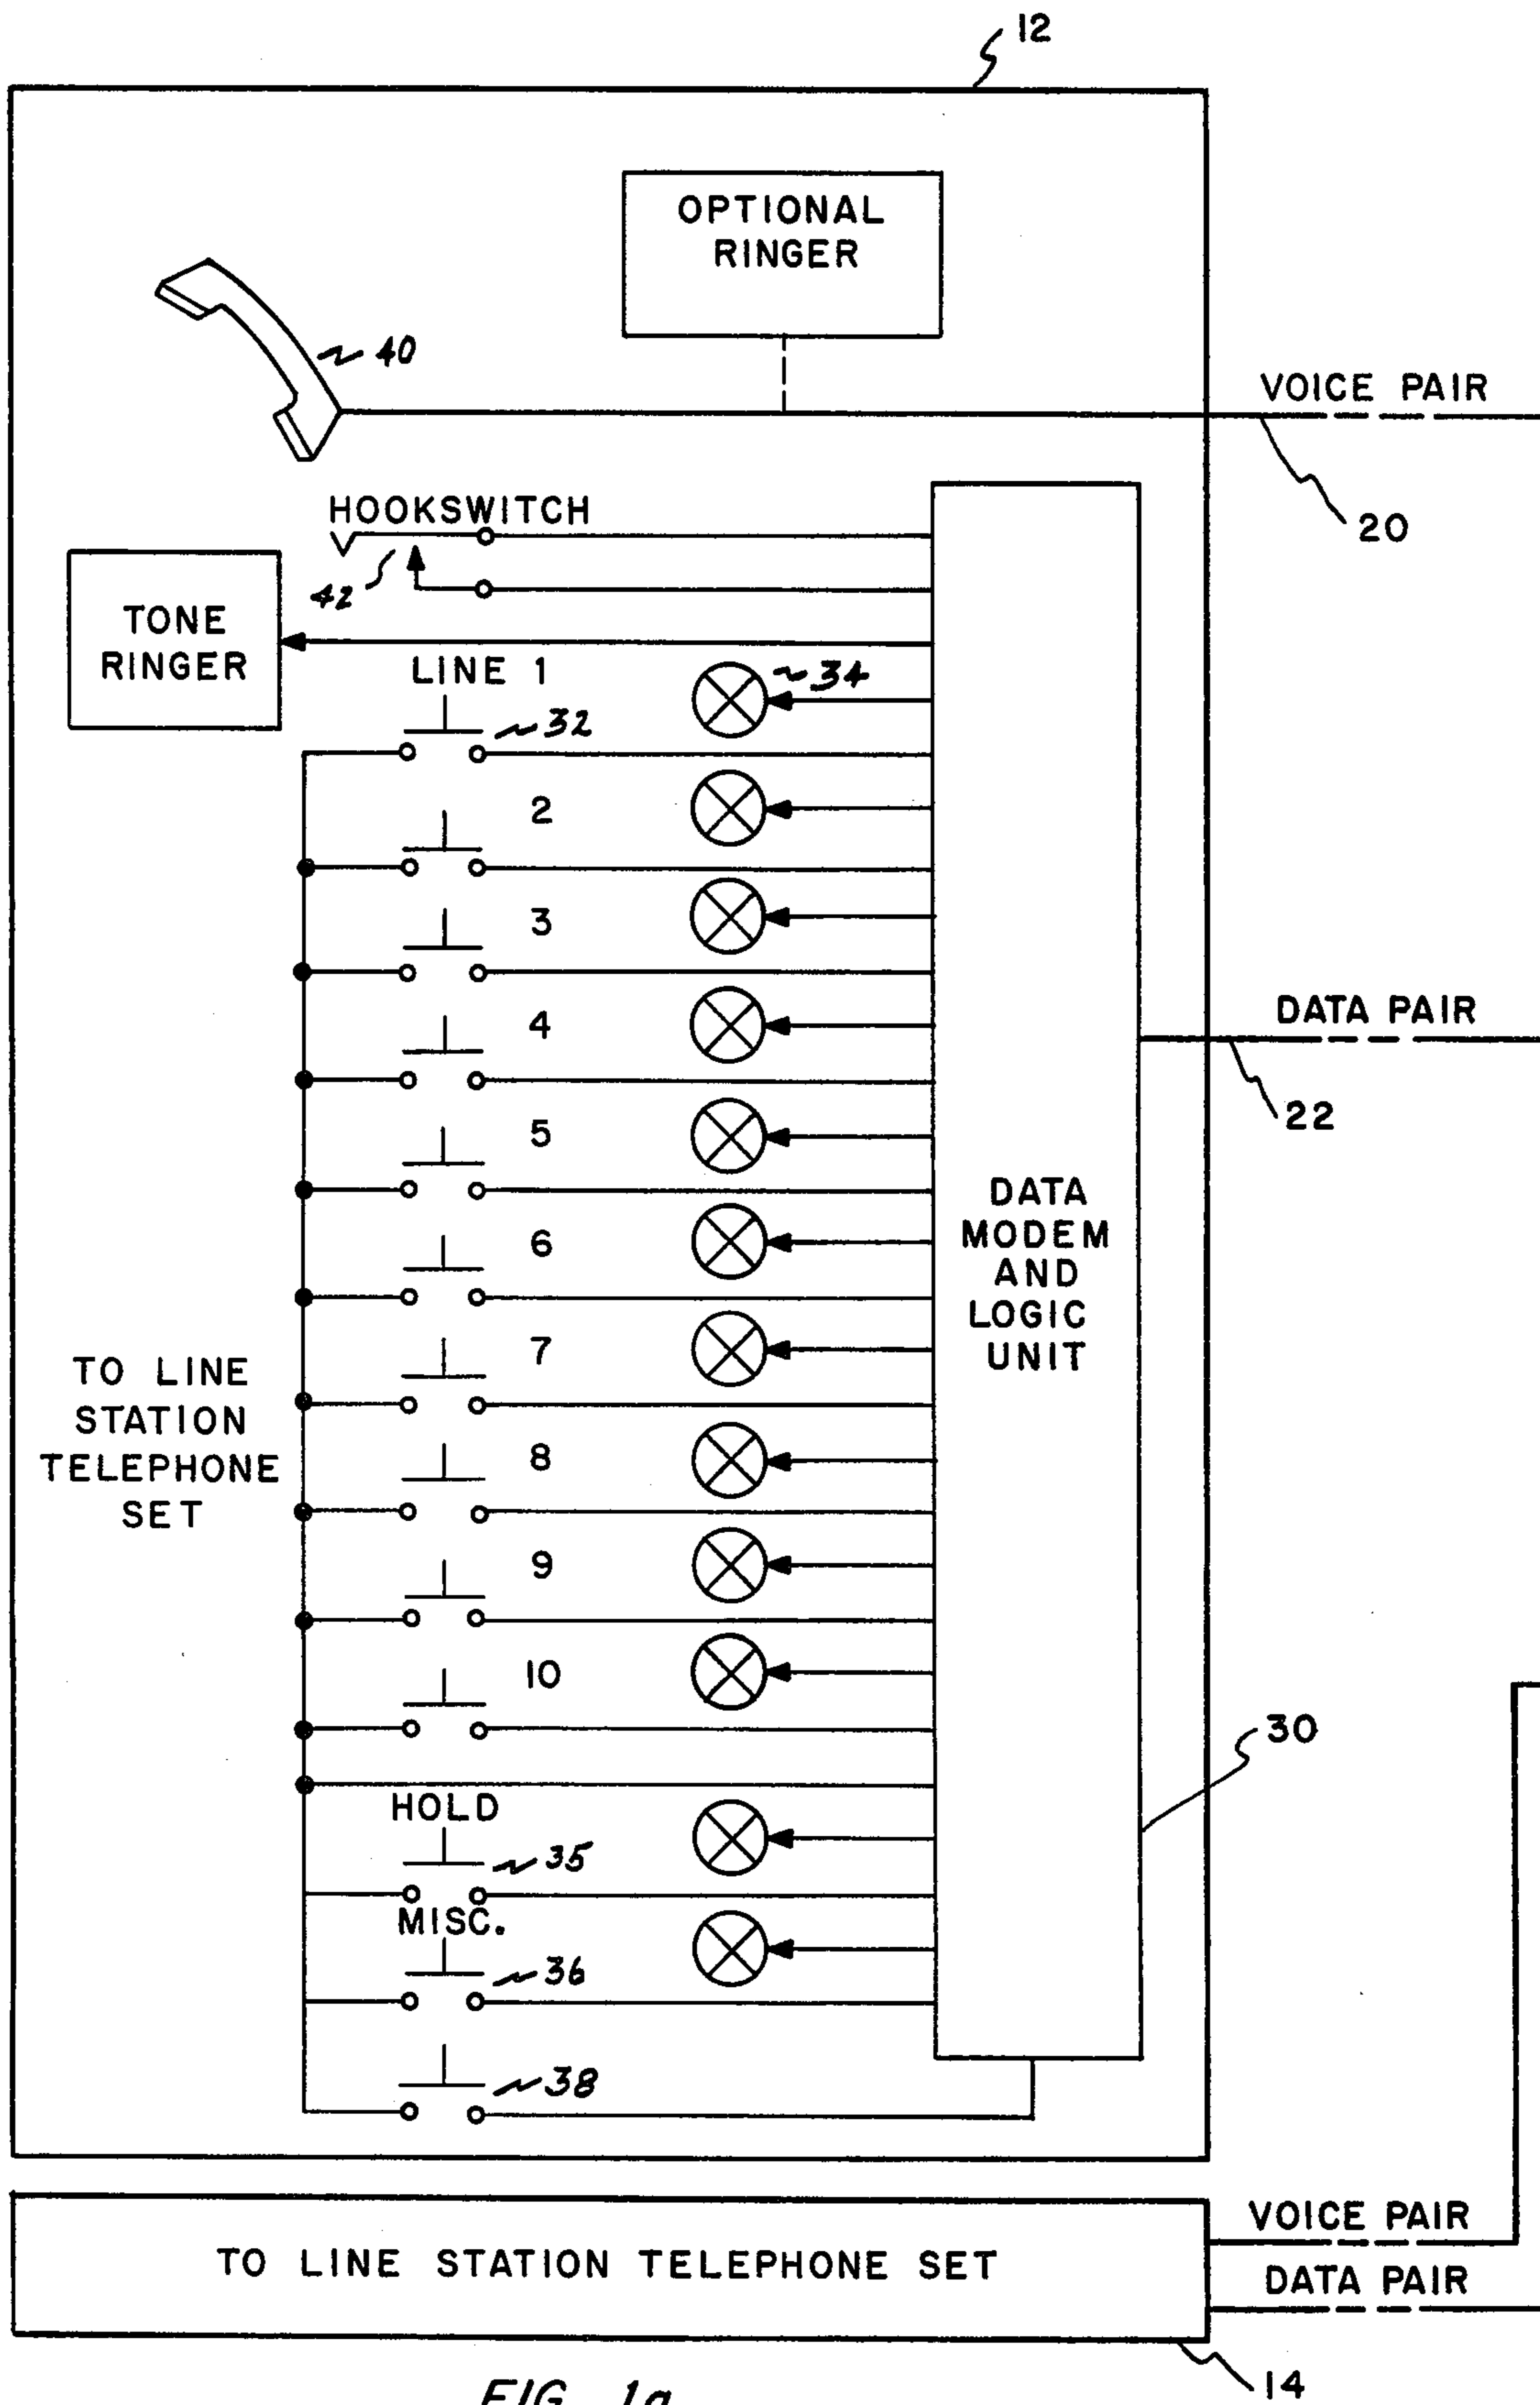 12
OPTIONAL
RINGER
40
VOICE PAIR
20
HOOKSWITCH
42
TONE
RINGER
LINE 1
34
32
2
3
4
DATA PAIR
22
5
DATA
MODEM
AND
LOGIC
UNIT
6
7
TO LINE
STATION
TELEPHONE
SET
8
9
10
30
HOLD
35
MISC.
36
38
VOICE PAIR
TO LINE STATION TELEPHONE SET
DATA PAIR
14
FIG. 1a